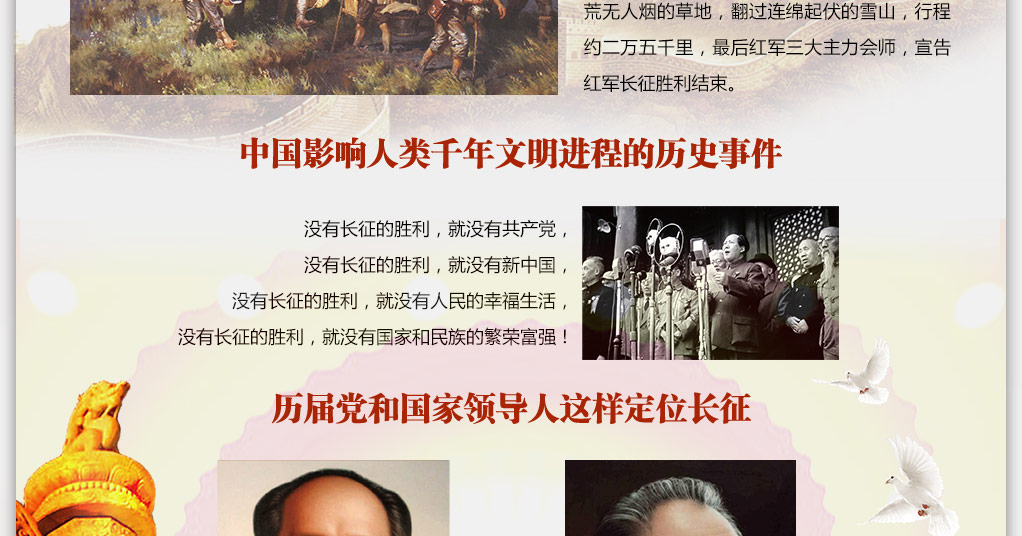 荒无人烟的草地，翻过连绵起伏的雪山，行程
约二万五千里，最后红军三大主力会师，宣告
红军长征胜利结束。
中国影响人类千年文明进程的历史事件
没有长征的胜利，就没有共产党，
没有长征的胜利，就没有新中国，
没有长征的胜利，就没有人民的幸福生活，
没有长征的胜利，就没有国家和民族的繁荣富强！
历届党和国家领导人这样定位长征